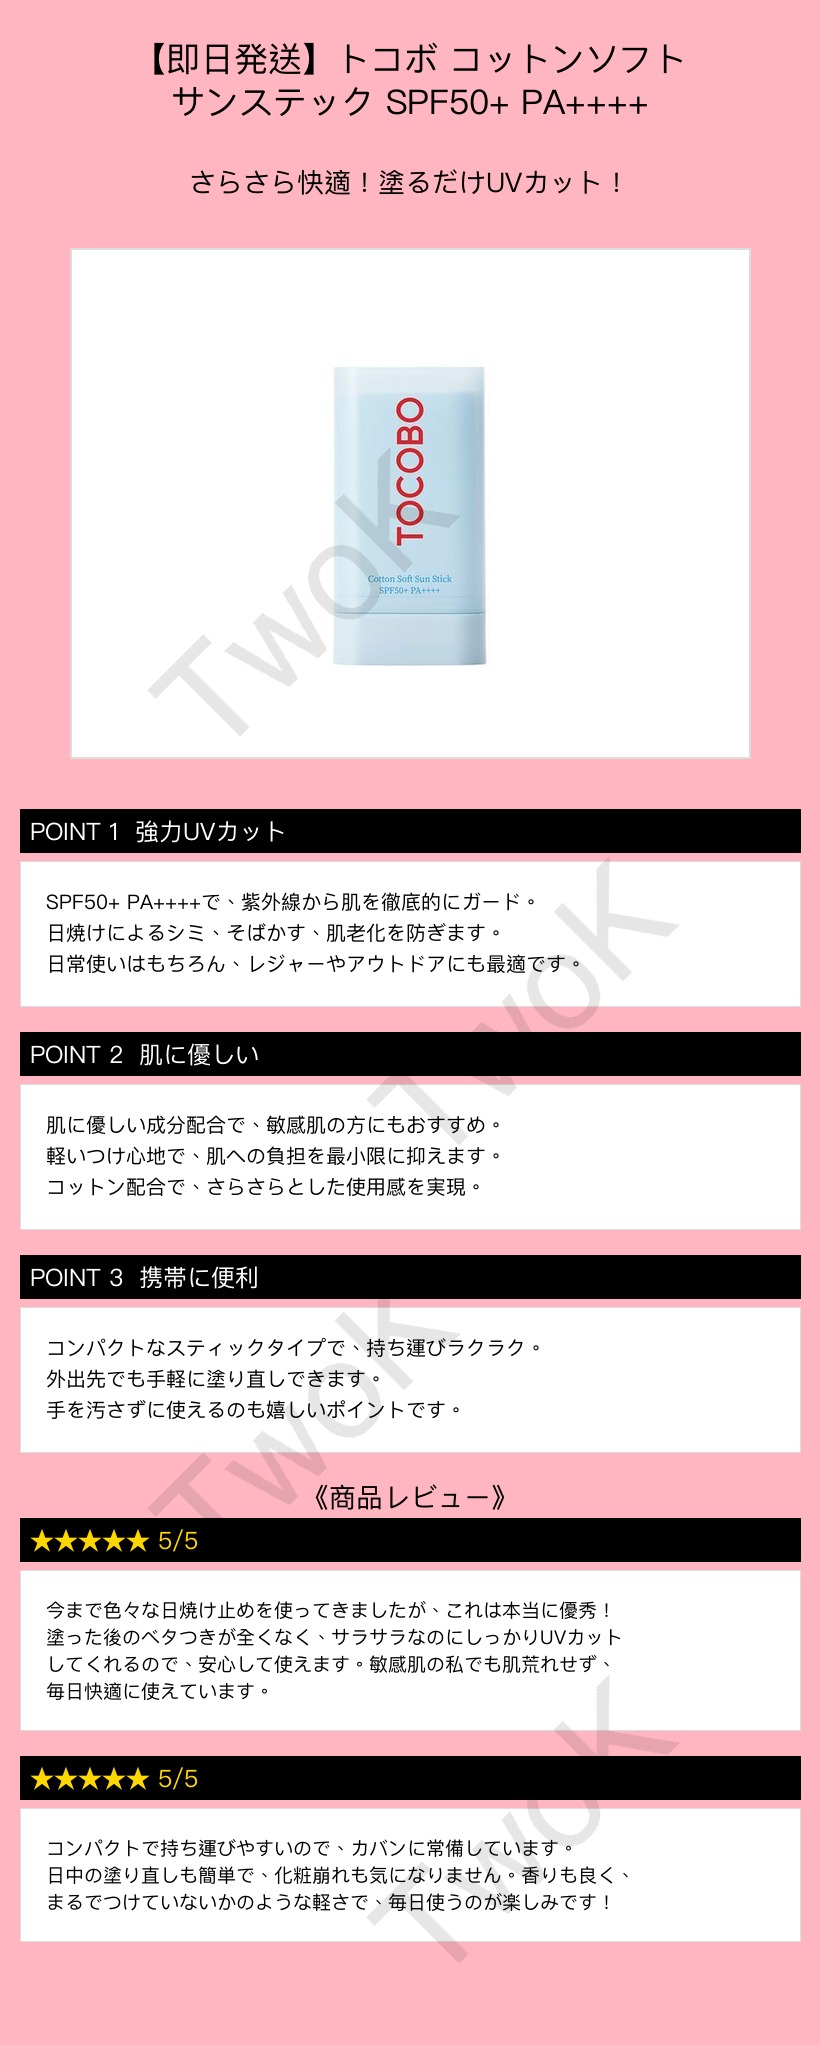 【即日発送】トコボ コットンソフト
サンステック SPF50+ PA++++
さらさら快適！塗るだけUVカット！
TOCOBO
Cotton Soft Sun Stick
SPF50+ PA++++
TwoK
POINT 1 強力UVカット
SPF50+ PA++++で、紫外線から肌を徹底的にガード。
日焼けによるシミ、そばかす、肌老化を防ぎます。
日常使いはもちろん、レジャーやアウトドアにも最適です。
TwoK
POINT 2 肌に優しい
肌に優しい成分配合で、敏感肌の方にもおすすめ。
軽いつけ心地で、肌への負担を最小限に抑えます。
コットン配合で、さらさらとした使用感を実現。
POINT 3 携帯に便利
コンパクトなスティックタイプで、持ち運びラクラク。
外出先でも手軽に塗り直しできます。
手を汚さずに使えるのも嬉しいポイントです。
TwoK
《商品レビュー》
★★★★★ 5/5
今まで色々な日焼け止めを使ってきましたが、これは本当に優秀！
塗った後のベタつきが全くなく、サラサラなのにしっかりUVカット
してくれるので、安心して使えます。敏感肌の私でも肌荒れせず、
毎日快適に使えています。
★★★★★ 5/5
コンパクトで持ち運びやすいので、カバンに常備しています。
日中の塗り直しも簡単で、化粧崩れも気になりません。香りも良く、
まるでつけていないかのような軽さで、毎日使うのが楽しみです！
TwoK